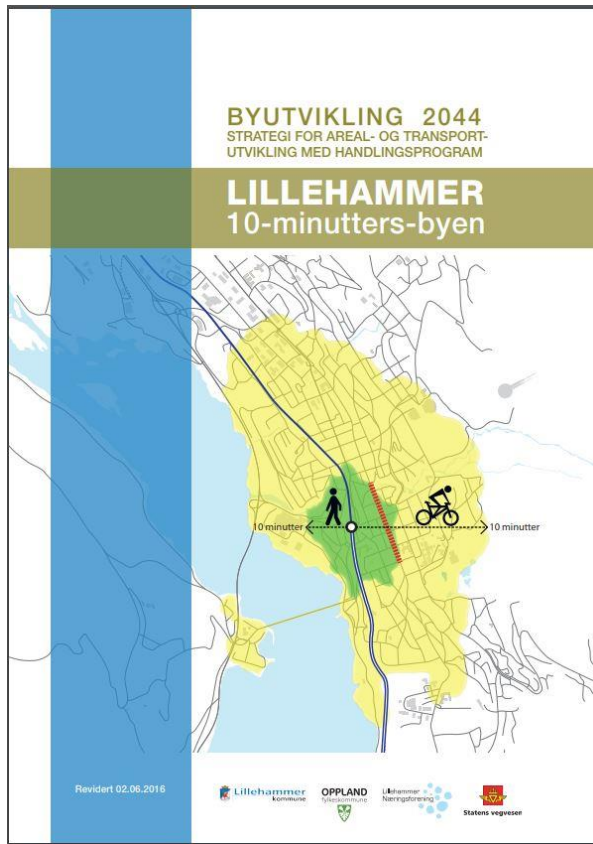 BYUTVIKLING 2044
STRATEGI FOR AREAL- OG TRANSPORT-
UTVIKLING MED HANDLINGSPROGRAM
LILLEHAMMER
10-minutters-byen
10 minutter
10 minutter
Revidert 02.06.2016
Lillehammer
kommune
OPPLAND
fylkeskommune
Lillehammer
Næringsforening
Statens vegvesen